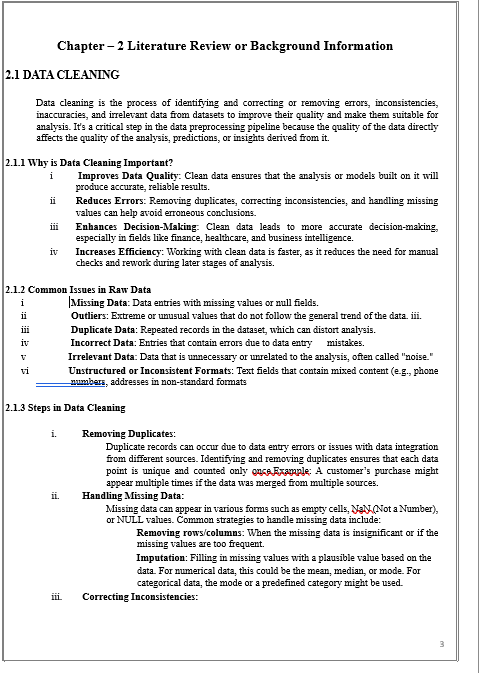 Chapter – 2 Literature Review or Background Information
2.1 DATA CLEANING
Data cleaning is the process of identifying and correcting or removing errors, inconsistencies,
inaccuracies, and irrelevant data from datasets to improve their quality and make them suitable for
analysis. It's a critical step in the data preprocessing pipeline because the quality of the data directly
affects the quality of the analysis, predictions, or insights derived from it.
2.1.1 Why is Data Cleaning Important?
i Improves Data Quality: Clean data ensures that the analysis or models built on it will
produce accurate, reliable results.
ii Reduces Errors: Removing duplicates, correcting inconsistencies, and handling missing
values can help avoid erroneous conclusions.
iii Enhances Decision-Making: Clean data leads to more accurate decision-making,
especially in fields like finance, healthcare, and business intelligence.
iv Increases Efficiency: Working with clean data is faster, as it reduces the need for manual
checks and rework during later stages of analysis.
2.1.2 Common Issues in Raw Data
i Missing Data: Data entries with missing values or null fields.
ii Outliers: Extreme or unusual values that do not follow the general trend of the data. iii.
iii Duplicate Data: Repeated records in the dataset, which can distort analysis.
iv Incorrect Data: Entries that contain errors due to data entry mistakes.
v Irrelevant Data: Data that is unnecessary or unrelated to the analysis, often called "noise."
vi Unstructured or Inconsistent Formats: Text fields that contain mixed content (e.g., phone
numbers, addresses in non-standard formats
2.1.3 Steps in Data Cleaning
i. Removing Duplicates:
Duplicate records can occur due to data entry errors or issues with data integration
from different sources. Identifying and removing duplicates ensures that each data
point is unique and counted only once.Example: A customer's purchase might
appear multiple times if the data was merged from multiple sources.
ii. Handling Missing Data:
Missing data can appear in various forms such as empty cells, NaN (Not a Number),
or NULL values. Common strategies to handle missing data include:
Removing rows/columns: When the missing data is insignificant or if the
missing values are too frequent.
Imputation: Filling in missing values with a plausible value based on the
data. For numerical data, this could be the mean, median, or mode. For
categorical data, the mode or a predefined category might be used.
iii. Correcting Inconsistencies:
3